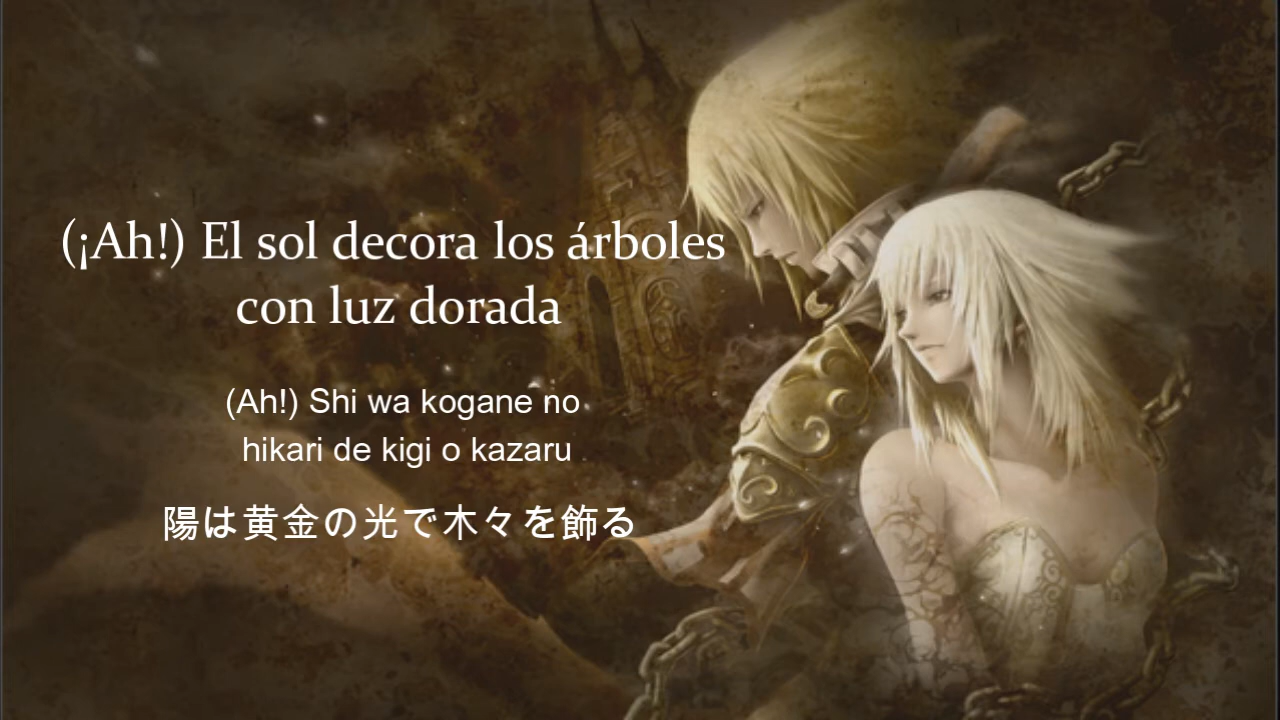 (¡Ah!) El sol decora los árboles
con luz dorada
(Ah!) Shi wa kogane no
hikari de kigi o kazaru
陽は黄金の光で木々を飾る